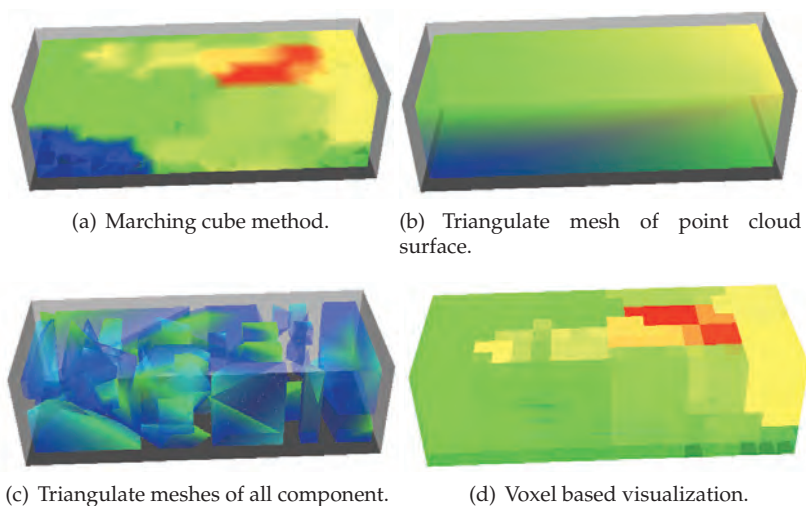 (a) Marching cube method.
(b) Triangulate mesh of point cloud
surface.
(c) Triangulate meshes of all component.
(d) Voxel based visualization.